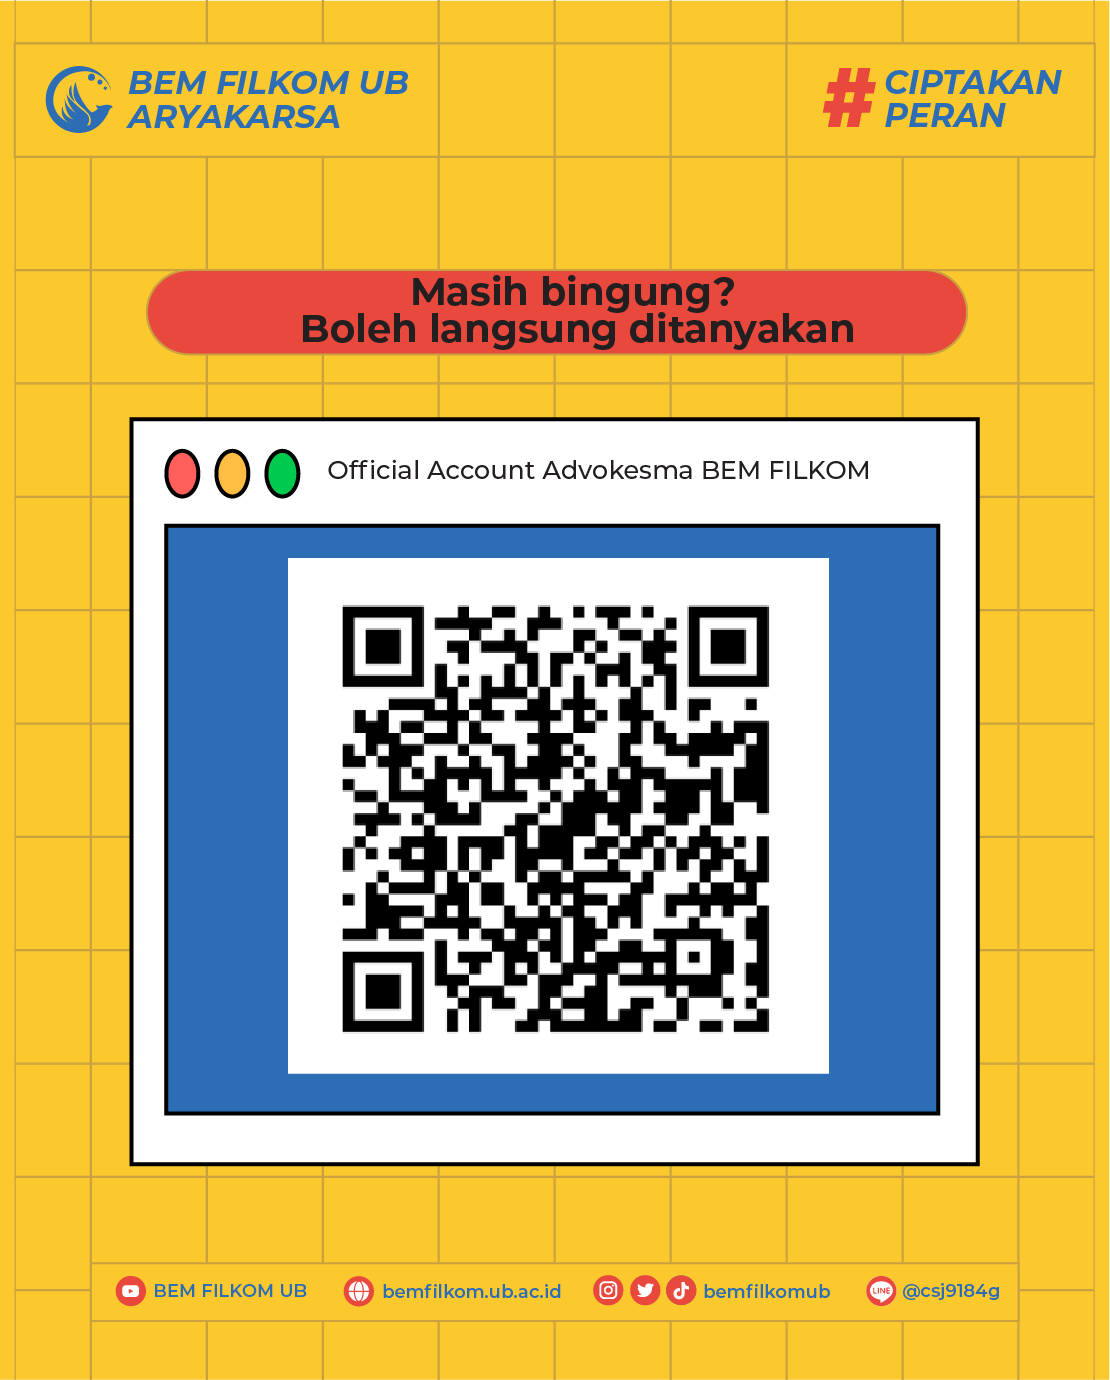 BEM FILKOM UB
ARYAKARSA
# CIPTAKAN
PERAN
Masih bingung?
Boleh langsung ditanyakan
Official Account Advokesma BEM FILKOM
BEM FILKOM UB
bemfilkom.ub.ac.id
bemfilkomub
LINE
@csj9184g